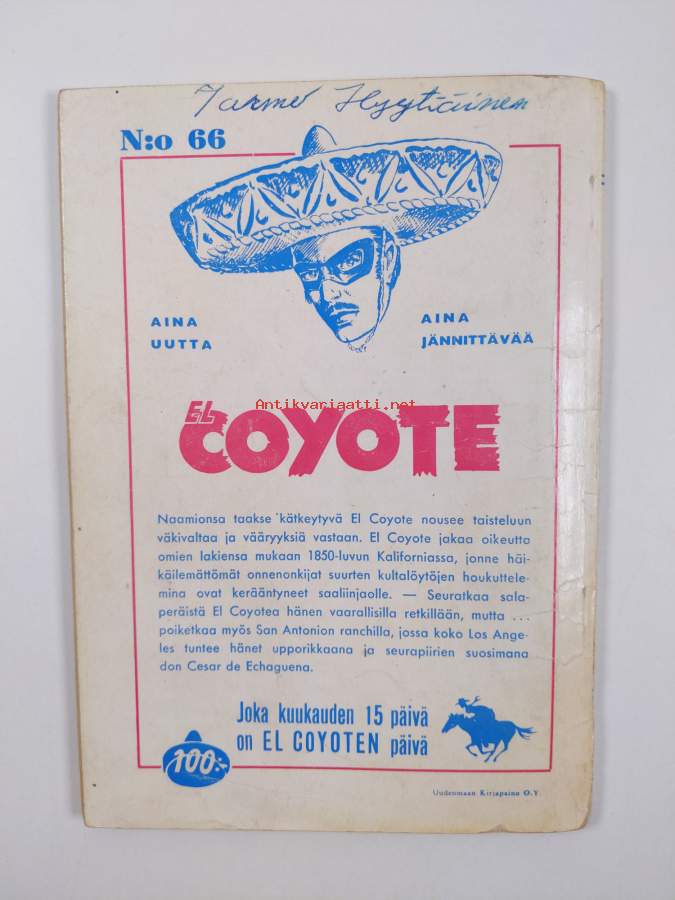 Jarmo Hyytiäinen
N:o 66
AINA
UUTTA
AINA
JÄNNITTÄVÄÄ
Antikvariaatti.net
EL
COYOTE
Naamionsa taakse kätkeytyvä El Coyote nousee taisteluun
väkivaltaa ja vääryyksiä vastaan. El Coyote jakaa oikeutta
omien lakiensa mukaan 1850-luvun Kaliforniassa, jonne häi-
käilemättömät onnenonkijat suurten kultalöytöjen houkuttele-
mina ovat kerääntyneet saaliinjaolle. — Seuratkaa sala-
peräistä El Coyotea hänen vaarallisilla retkillään, mutta ...
poiketkaa myös San Antonion ranchilla, jossa koko Los Ange-
les tuntee hänet upporikkaana ja seurapiirien suosimana
don Cesar de Echaguena.
Joka kuukauden 15 päivä
on EL COYOTEN päivä
100:-
Uudenmaan Kirjapaino O.Y